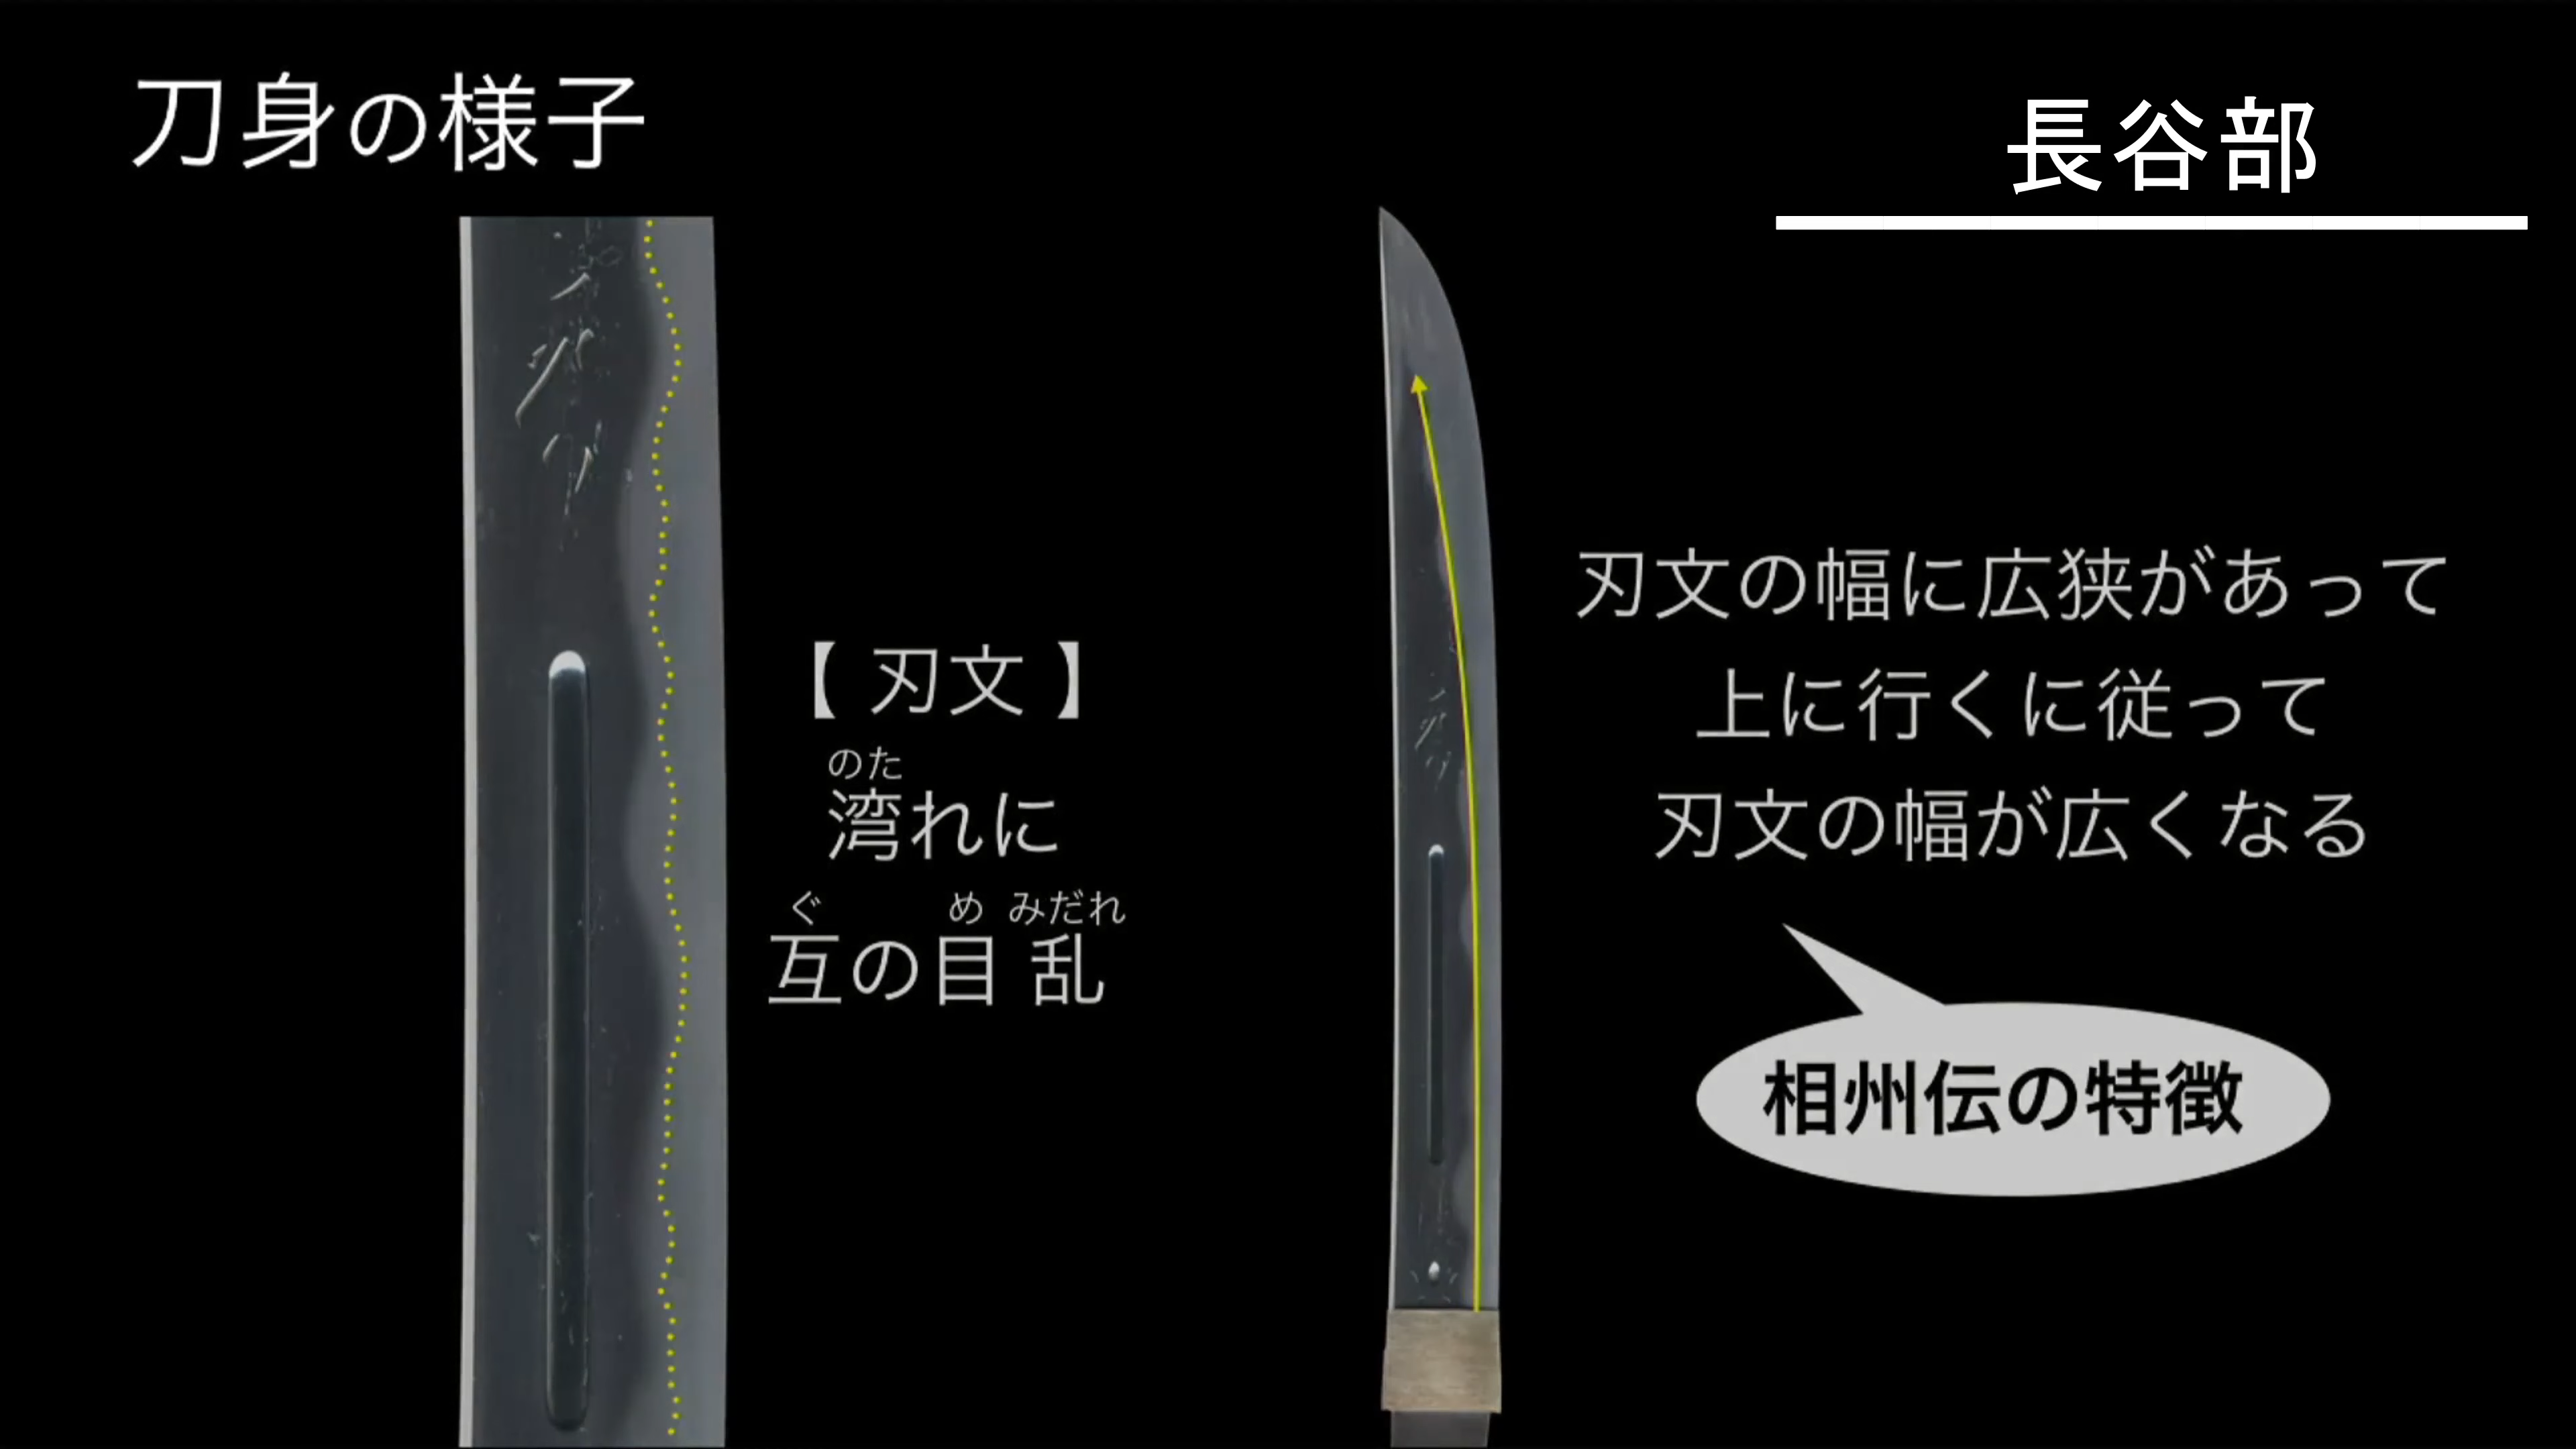 刀身の様子
長谷部
【 刃文 】
のた
湾れに
ぐ め みだれ
互の目 乱
刃文の幅に広狭があって
上に行くに従って
刃文の幅が広くなる
相州伝の特徴